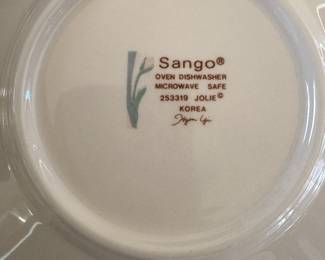 Sango®
OVEN DISHWASHER
MICROWAVE SAFE
253319 JOLIE©
KOREA